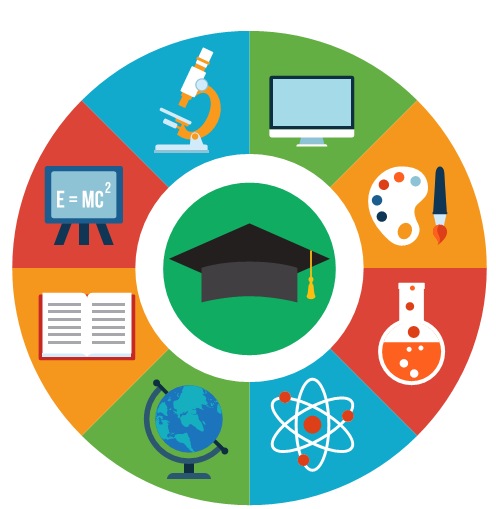 E = MC²